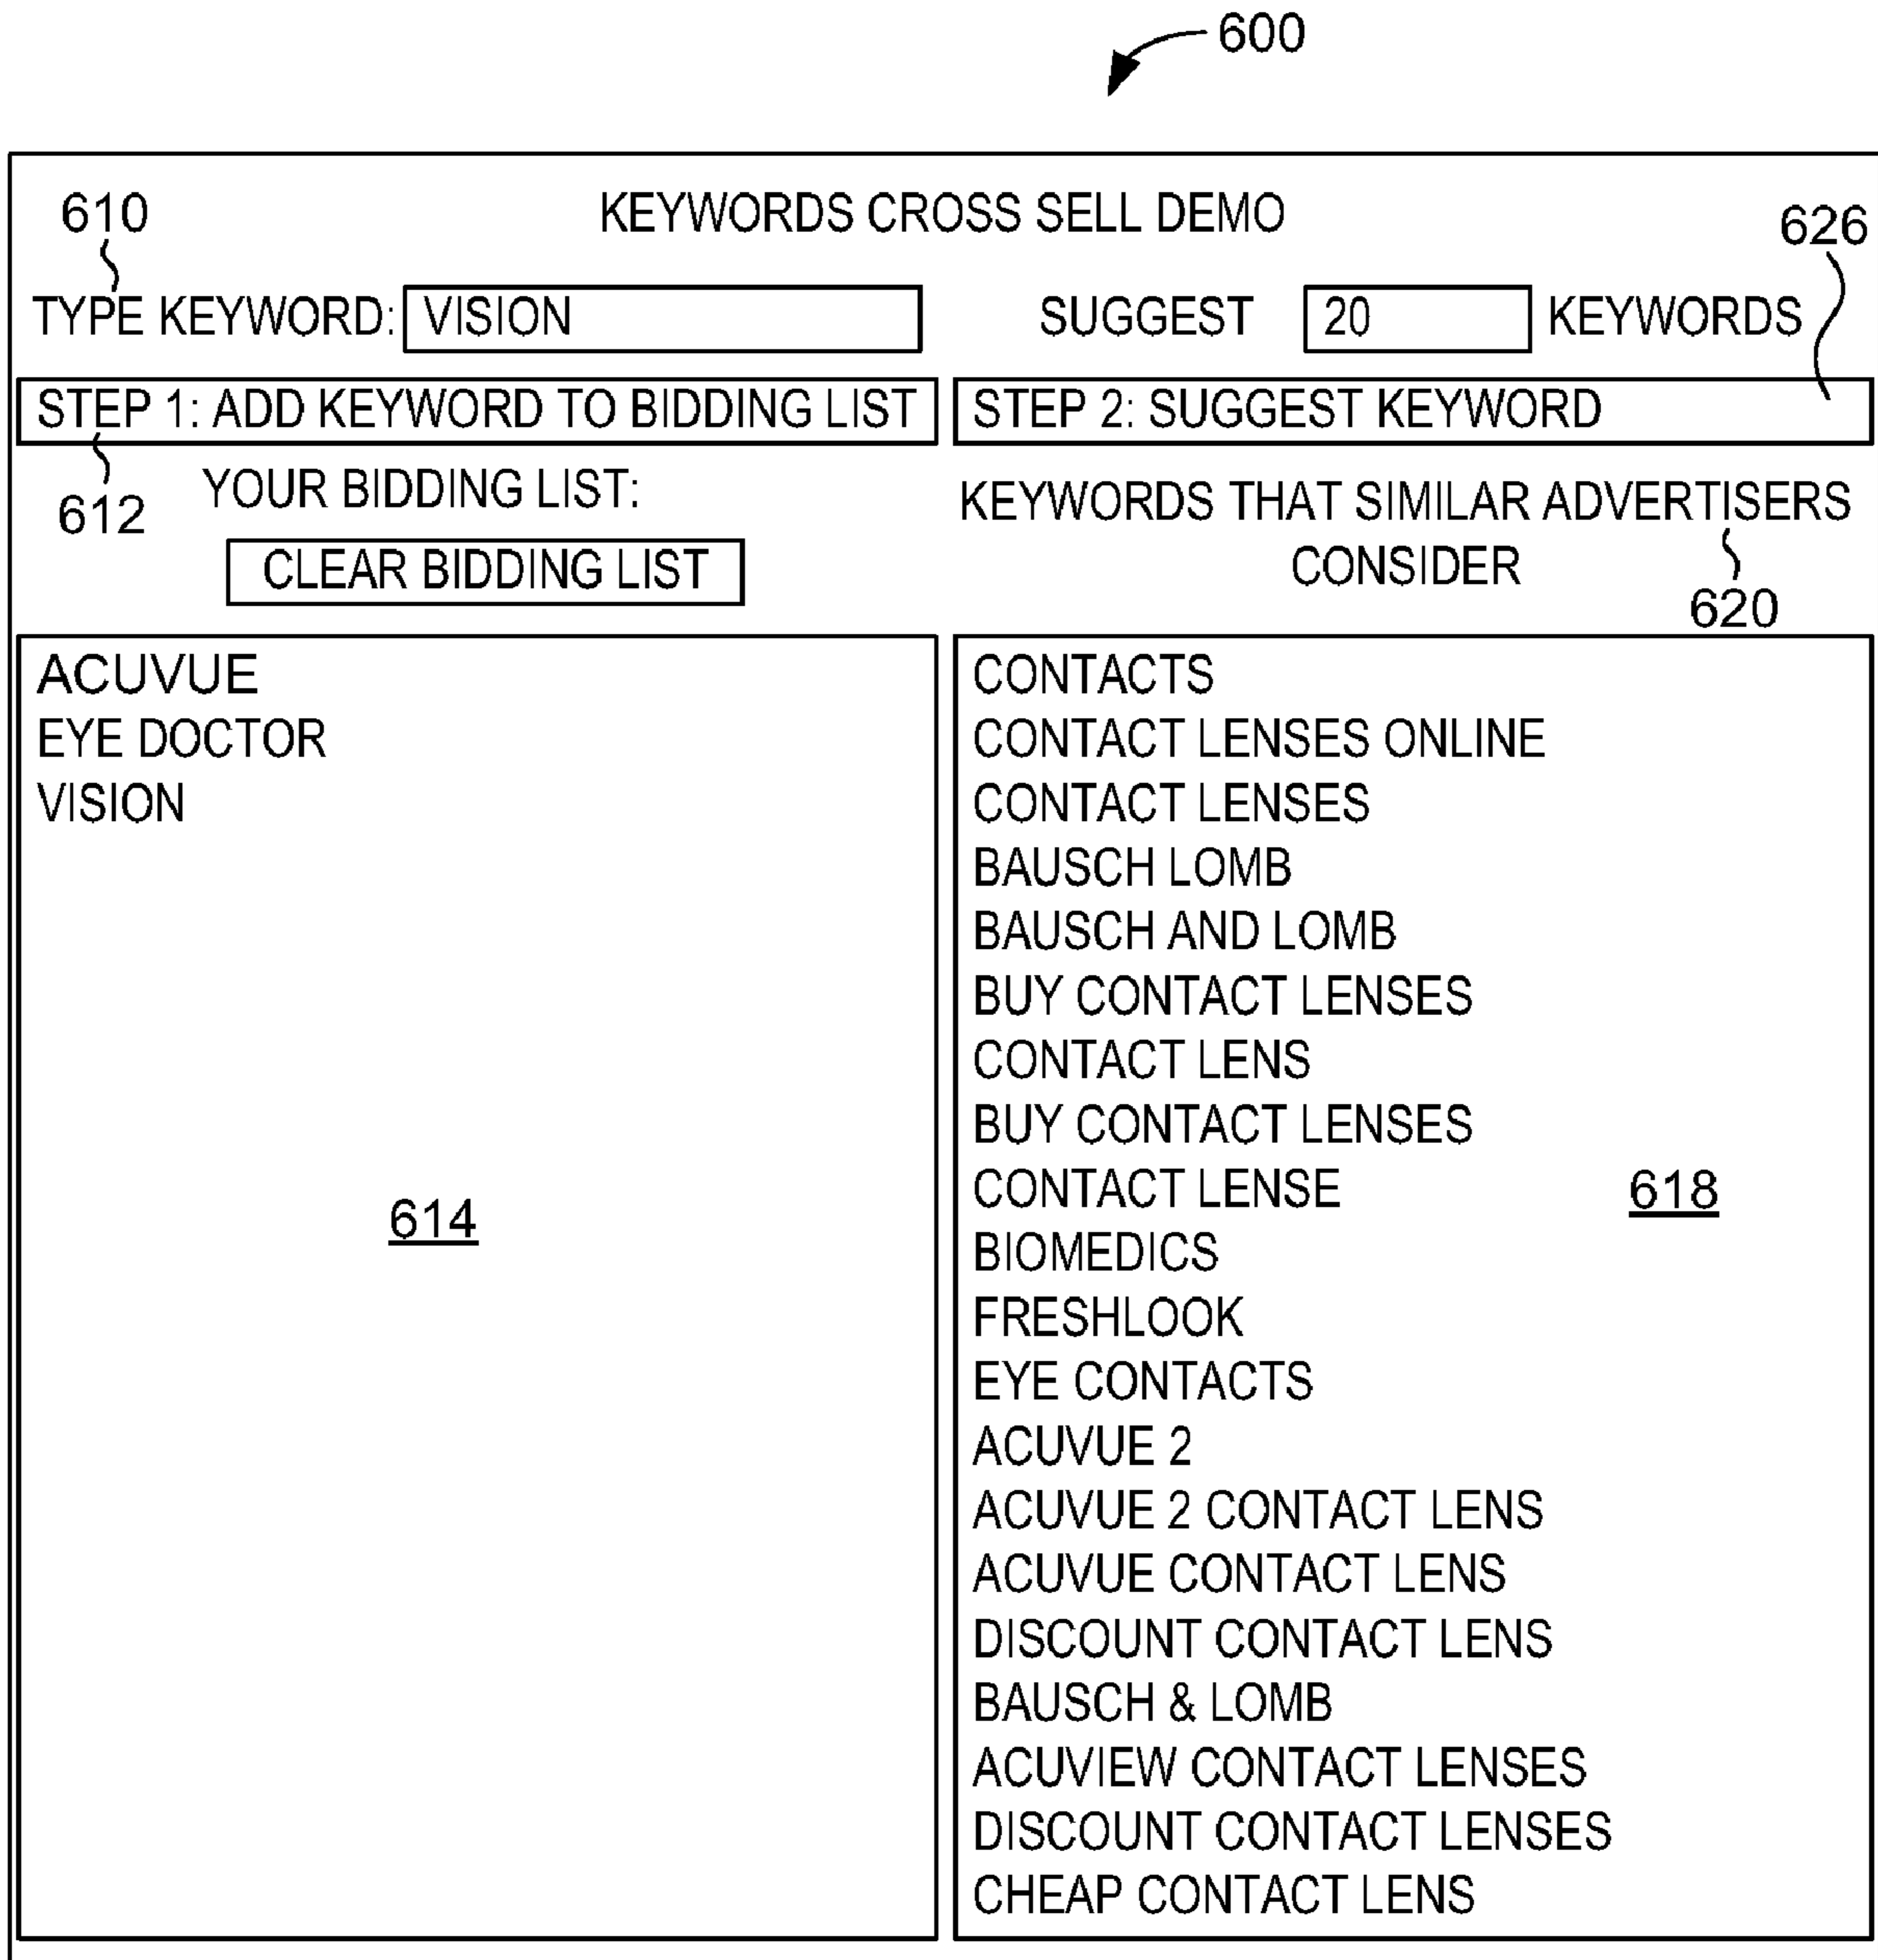 600
610
KEYWORDS CROSS SELL DEMO
626
TYPE KEYWORD: VISION
SUGGEST 20 KEYWORDS
STEP 1: ADD KEYWORD TO BIDDING LIST
STEP 2: SUGGEST KEYWORD
612
YOUR BIDDING LIST:
CLEAR BIDDING LIST
KEYWORDS THAT SIMILAR ADVERTISERS
CONSIDER
620
ACUVUE
EYE DOCTOR
VISION
614
CONTACTS
CONTACT LENSES ONLINE
CONTACT LENSES
BAUSCH LOMB
BAUSCH AND LOMB
BUY CONTACT LENSES
CONTACT LENS
BUY CONTACT LENSES
CONTACT LENSE
618
BIOMEDICS
FRESHLOOK
EYE CONTACTS
ACUVUE 2
ACUVUE 2 CONTACT LENS
ACUVUE CONTACT LENS
DISCOUNT CONTACT LENS
BAUSCH & LOMB
ACUVIEW CONTACT LENSES
DISCOUNT CONTACT LENSES
CHEAP CONTACT LENS